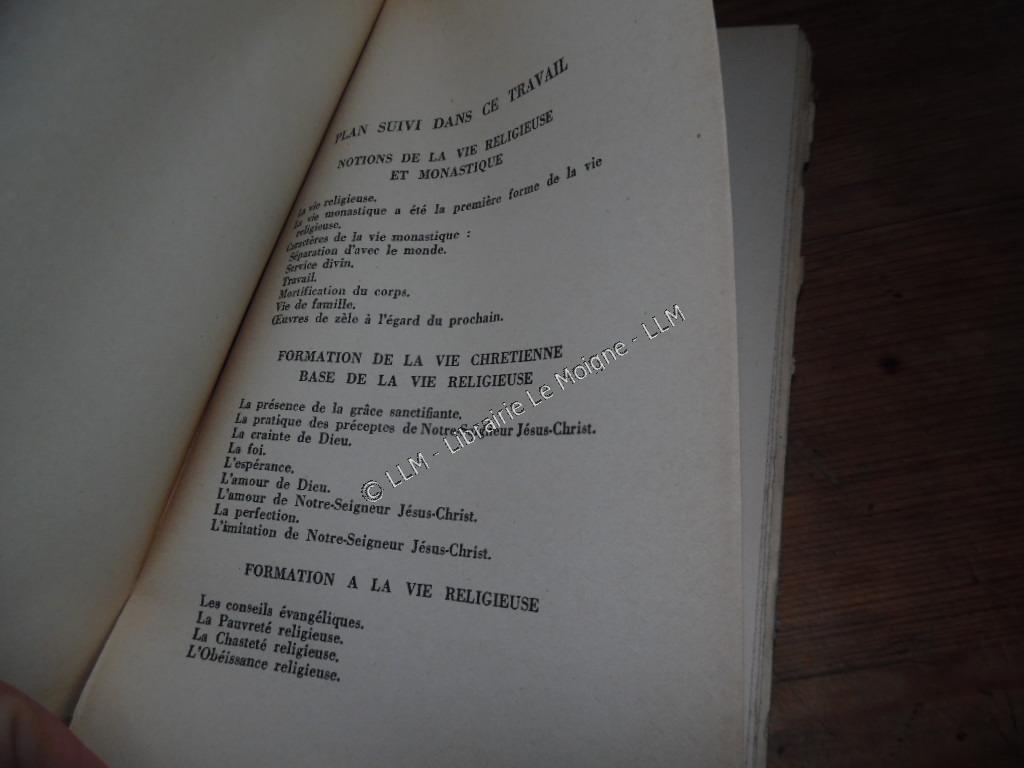 PLAN SUIVI DANS CE TRAVAIL
NOTIONS DE LA VIE RELIGIEUSE
ET MONASTIQUE
La vie religieuse.
La vie monastique a été la première forme de la vie
religieuse.
Caractères de la vie monastique :
Séparation d'avec le monde.
Service divin.
Travail.
Mortification du corps.
Vie de famille.
Œuvres de zèle à l'égard du prochain.
FORMATION DE LA VIE CHRETIENNE
BASE DE LA VIE RELIGIEUSE
La présence de la grâce sanctifiante.
La pratique des préceptes de Notre-Seigneur Jésus-Christ.
La crainte de Dieu.
La foi.
L'espérance.
L'amour de Dieu.
L'amour de Notre-Seigneur Jésus-Christ.
La perfection.
L'imitation de Notre-Seigneur Jésus-Christ.
FORMATION A LA VIE RELIGIEUSE
Les conseils évangéliques.
La Pauvreté religieuse.
La Chasteté religieuse.
L'Obéissance religieuse.
© LLM - Librairie Le Moigne - LLM